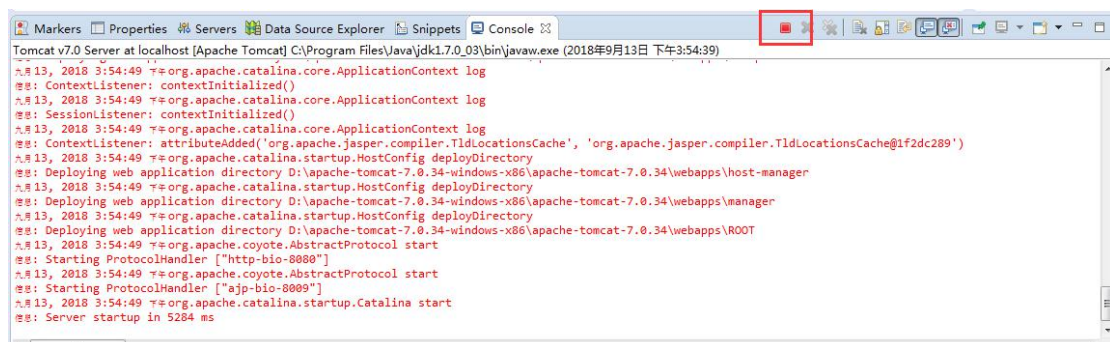 Markers Properties Servers Data Source Explorer Snippets Console
Tomcat v7.0 Server at localhost [Apache Tomcat] C:\Program Files\Java\jdk1.7.0_03\bin\javaw.exe (2018年9月13日 下午3:54:39)
九月 13, 2018 3:54:49 下午 org.apache.catalina.core.ApplicationContext log
信息: ContextListener: contextInitialized()
九月 13, 2018 3:54:49 下午 org.apache.catalina.core.ApplicationContext log
信息: SessionListener: contextInitialized()
九月 13, 2018 3:54:49 下午 org.apache.catalina.core.ApplicationContext log
信息: ContextListener: attributeAdded('org.apache.jasper.compiler.TldLocationsCache', 'org.apache.jasper.compiler.TldLocationsCache@1f2dc289')
九月 13, 2018 3:54:49 下午 org.apache.catalina.startup.HostConfig deployDirectory
信息: Deploying web application directory D:\apache-tomcat-7.0.34-windows-x86\apache-tomcat-7.0.34\webapps\host-manager
九月 13, 2018 3:54:49 下午 org.apache.catalina.startup.HostConfig deployDirectory
信息: Deploying web application directory D:\apache-tomcat-7.0.34-windows-x86\apache-tomcat-7.0.34\webapps\manager
九月 13, 2018 3:54:49 下午 org.apache.catalina.startup.HostConfig deployDirectory
信息: Deploying web application directory D:\apache-tomcat-7.0.34-windows-x86\apache-tomcat-7.0.34\webapps\ROOT
九月 13, 2018 3:54:49 下午 org.apache.coyote.AbstractProtocol start
信息: Starting ProtocolHandler ["http-bio-8080"]
九月 13, 2018 3:54:49 下午 org.apache.coyote.AbstractProtocol start
信息: Starting ProtocolHandler ["ajp-bio-8009"]
九月 13, 2018 3:54:49 下午 org.apache.catalina.startup.Catalina start
信息: Server startup in 5284 ms